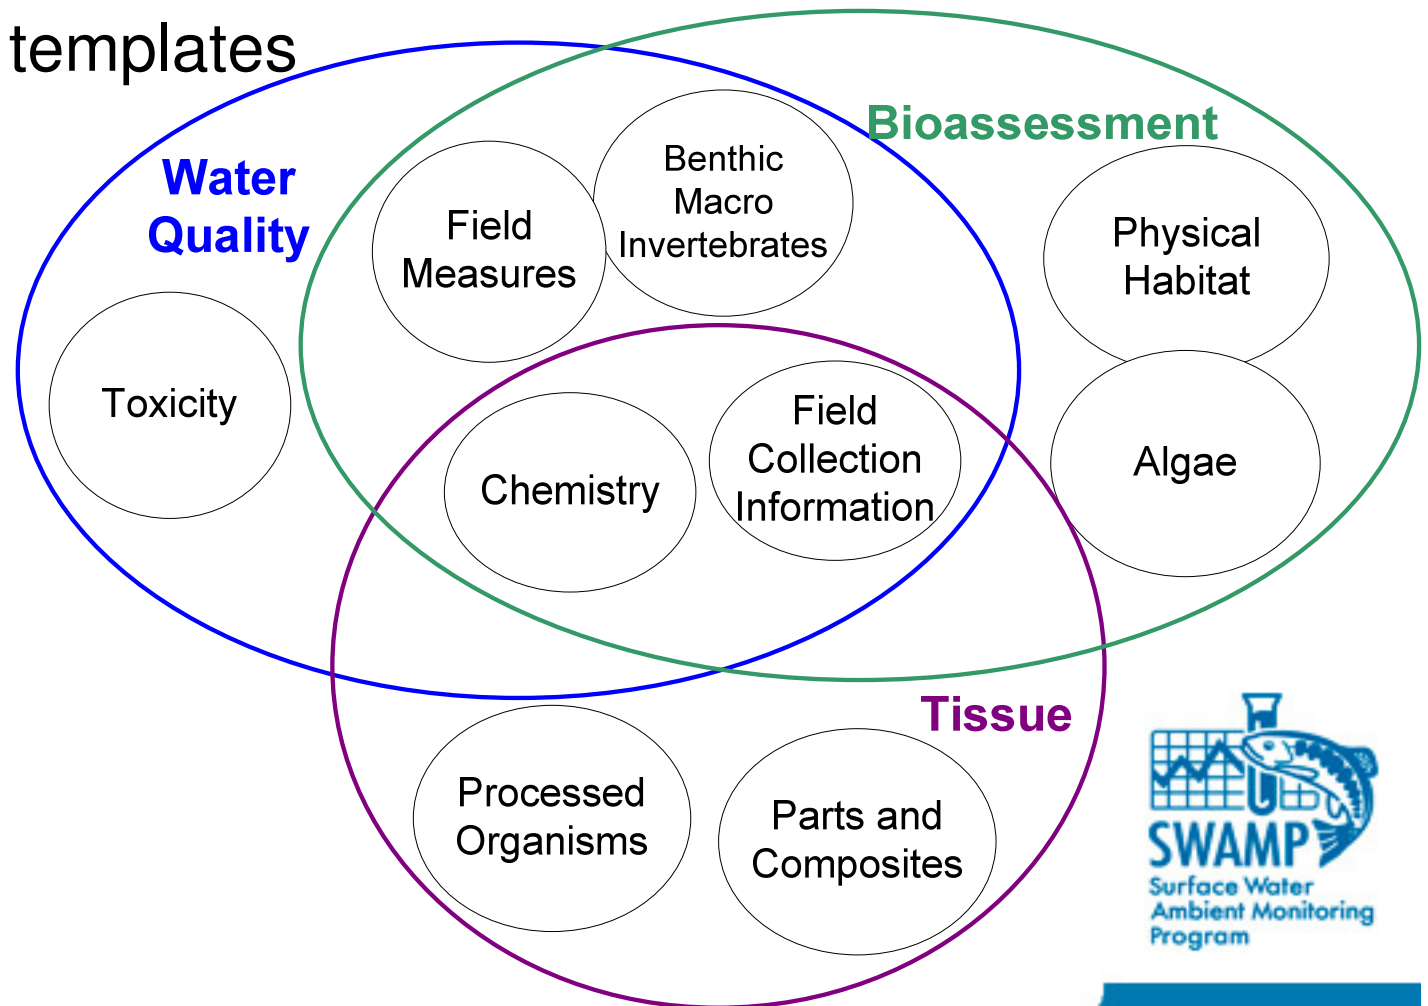 templates
Bioassessment
Water
Quality
Benthic
Macro
Invertebrates
Field
Measures
Physical
Habitat
Toxicity
Field
Collection
Information
Chemistry
Algae
Tissue
Processed
Organisms
Parts and
Composites
SWAMP
Surface Water
Ambient Monitoring
Program